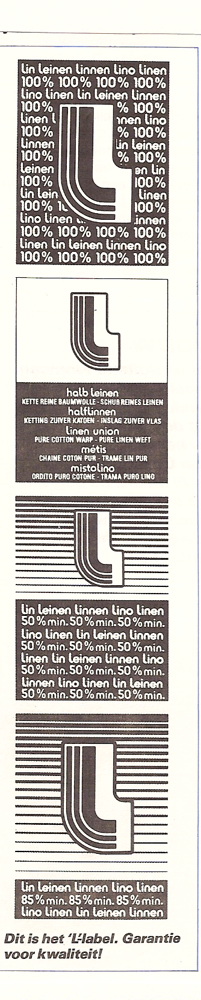 lin leinen linnen lino linen
100% 100% 100% 100%
lino linen lin leinen linnen
100% % 100%
linen l nnen lino
100% % 100%
linnen lin leinen
100% % 100%
leinen en lin
100% 100%
lin lein linen
100% 1 100%
lino linen l innen
100% 100% 100% 100%
linen lin leinen linnen lino
100% 100% 100% 100%
L
L
halb leinen
KETTE REINE BAUMWOLLE - SCHUB REINES LEINEN
halflinnen
KETTING ZUIVER KATOEN - INSLAG ZUIVER VLAS
linen union
PURE COTTON WARP - PURE LINEN WEFT
métis
CHAINE COTON PUR - TRAME LIN PUR
mistolino
ORDITO PURO COTONE - TRAMA PURO LINO
L
lin leinen linnen lino linen
50% min. 50% min. 50% min.
lino linen lin leinen linnen
50% min. 50% min. 50% min.
linen lin leinen linnen lino
50% min. 50% min. 50% min.
linnen lino linen lin leinen
50% min. 50% min. 50% min.
L
lin leinen linnen lino linen
85% min. 85% min. 85% min.
lino linen lin leinen linnen
Dit is het 'L'-label. Garantie
voor kwaliteit!